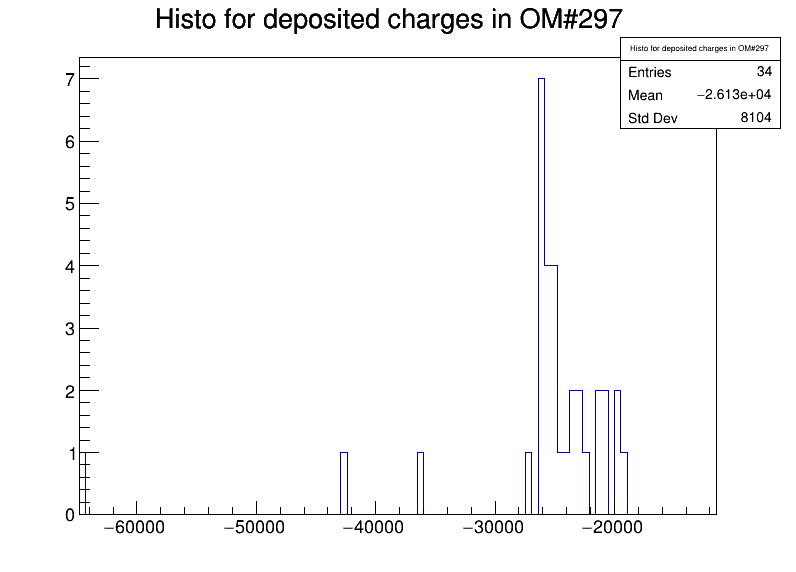 Histo for deposited charges in OM#297
Histo for deposited charges in OM#297
Entries 34
Mean −2.613e+04
Std Dev 8104
7
6
5
4
3
2
1
0
−60000 −50000 −40000 −30000 −20000